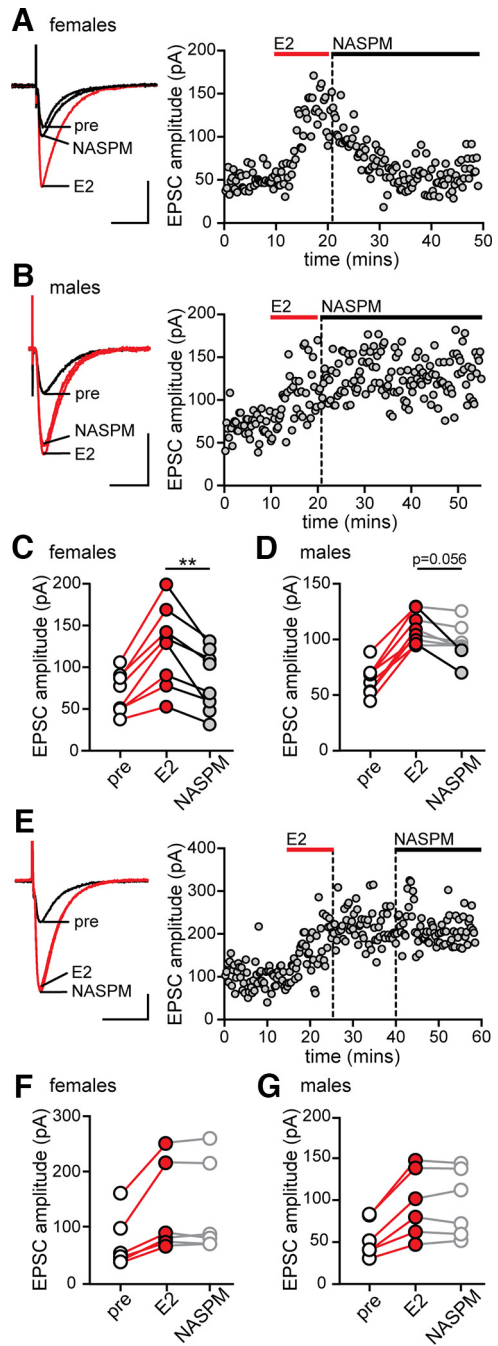 A females
pre
NASPM
E2
EPSC amplitude (pA)
200
150
100
50
0
E2 NASPM
0 10 20 30 40 50
time (mins)
B males
pre
NASPM
E2
EPSC amplitude (pA)
200
150
100
50
0
E2 NASPM
0 10 20 30 40 50
time (mins)
C females
**
EPSC amplitude (pA)
200
150
100
50
0
pre E2 NASPM
D males
p=0.056
EPSC amplitude (pA)
150
100
50
0
pre E2 NASPM
E
pre
E2
NASPM
EPSC amplitude (pA)
400
300
200
100
0
E2 NASPM
0 10 20 30 40 50 60
time (mins)
F females
EPSC amplitude (pA)
300
200
100
0
pre E2 NASPM
G males
EPSC amplitude (pA)
200
150
100
50
0
pre E2 NASPM